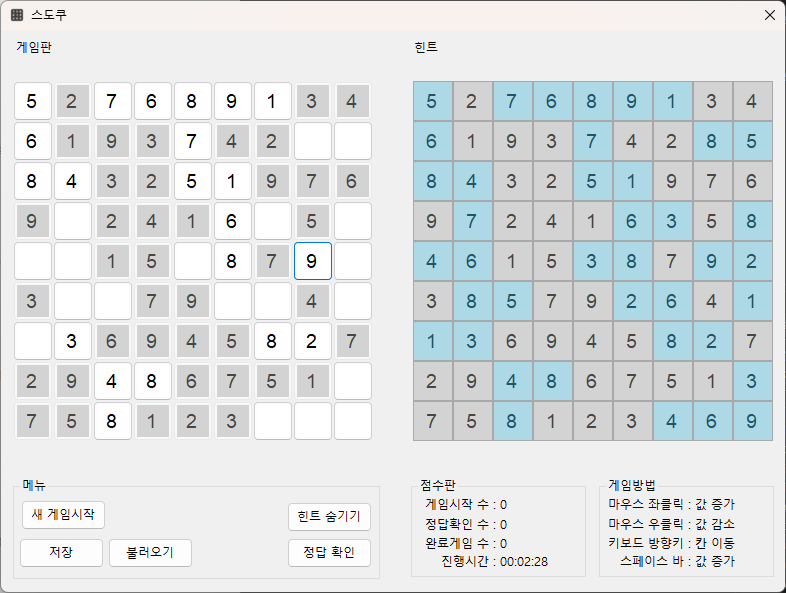 스도쿠
게임판
힌트
5 2 7 6 8 9 1 3 4
6 1 9 3 7 4 2
8 4 3 2 5 1 9 7 6
9 2 4 1 6 5
1 5 8 7 9
3 7 9 4
3 6 9 4 5 8 2 7
2 9 4 8 6 7 5 1
7 5 8 1 2 3
5 2 7 6 8 9 1 3 4
6 1 9 3 7 4 2 8 5
8 4 3 2 5 1 9 7 6
9 7 2 4 1 6 3 5 8
4 6 1 5 3 8 7 9 2
3 8 5 7 9 2 6 4 1
1 3 6 9 4 5 8 2 7
2 9 4 8 6 7 5 1 3
7 5 8 1 2 3 4 6 9
메뉴
새 게임시작
힌트 숨기기
저장
불러오기
정답 확인
점수판
게임시작 수 : 0
정답확인 수 : 0
완료게임 수 : 0
진행시간 : 00:02:28
게임방법
마우스 좌클릭 : 값 증가
마우스 우클릭 : 값 감소
키보드 방향키 : 칸 이동
스페이스 바 : 값 증가